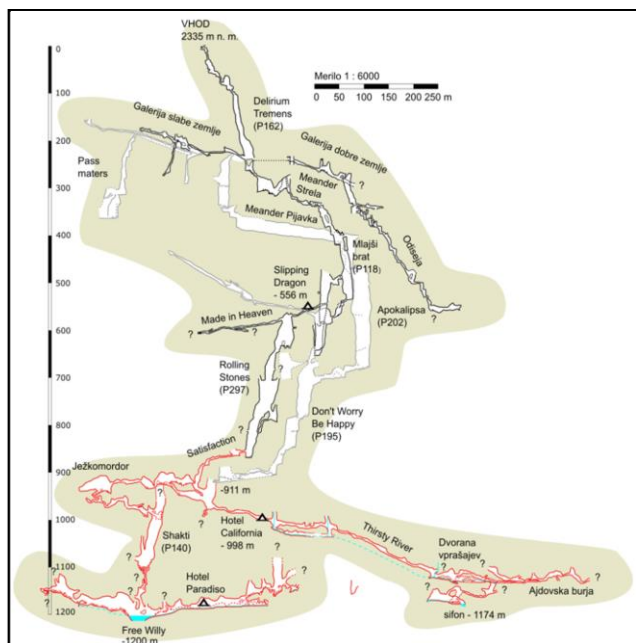 VHOD
2335 m n. m.
0
100
200
300
400
500
600
700
800
900
1000
1100
1200
Merilo 1 : 6000
0 50 100 150 200 250 m
Delirium
Tremens
(P162)
Galerija slabe zemlje
Galerija dobre zemlje
Pass
maters
Meander
Strela
?
Meander Pijavka
Mlajši
brat
(P118)
Odiseja
Slipping
Dragon
- 556 m
Made in Heaven
?
?
Apokalipsa
(P202)
?
Rolling
Stones
(P297)
?
Don't Worry
Be Happy
(P195)
Satisfaction
?
Ježkomordor
-911 m
?
?
Hotel
California
- 998 m
Thirsty River
Shakti
(P140)
?
?
?
Dvorana
vprašajev
?
?
Ajdovska burja
Hotel
Paradiso
?
?
?
sifon - 1174 m
Free Willy
-1200 m